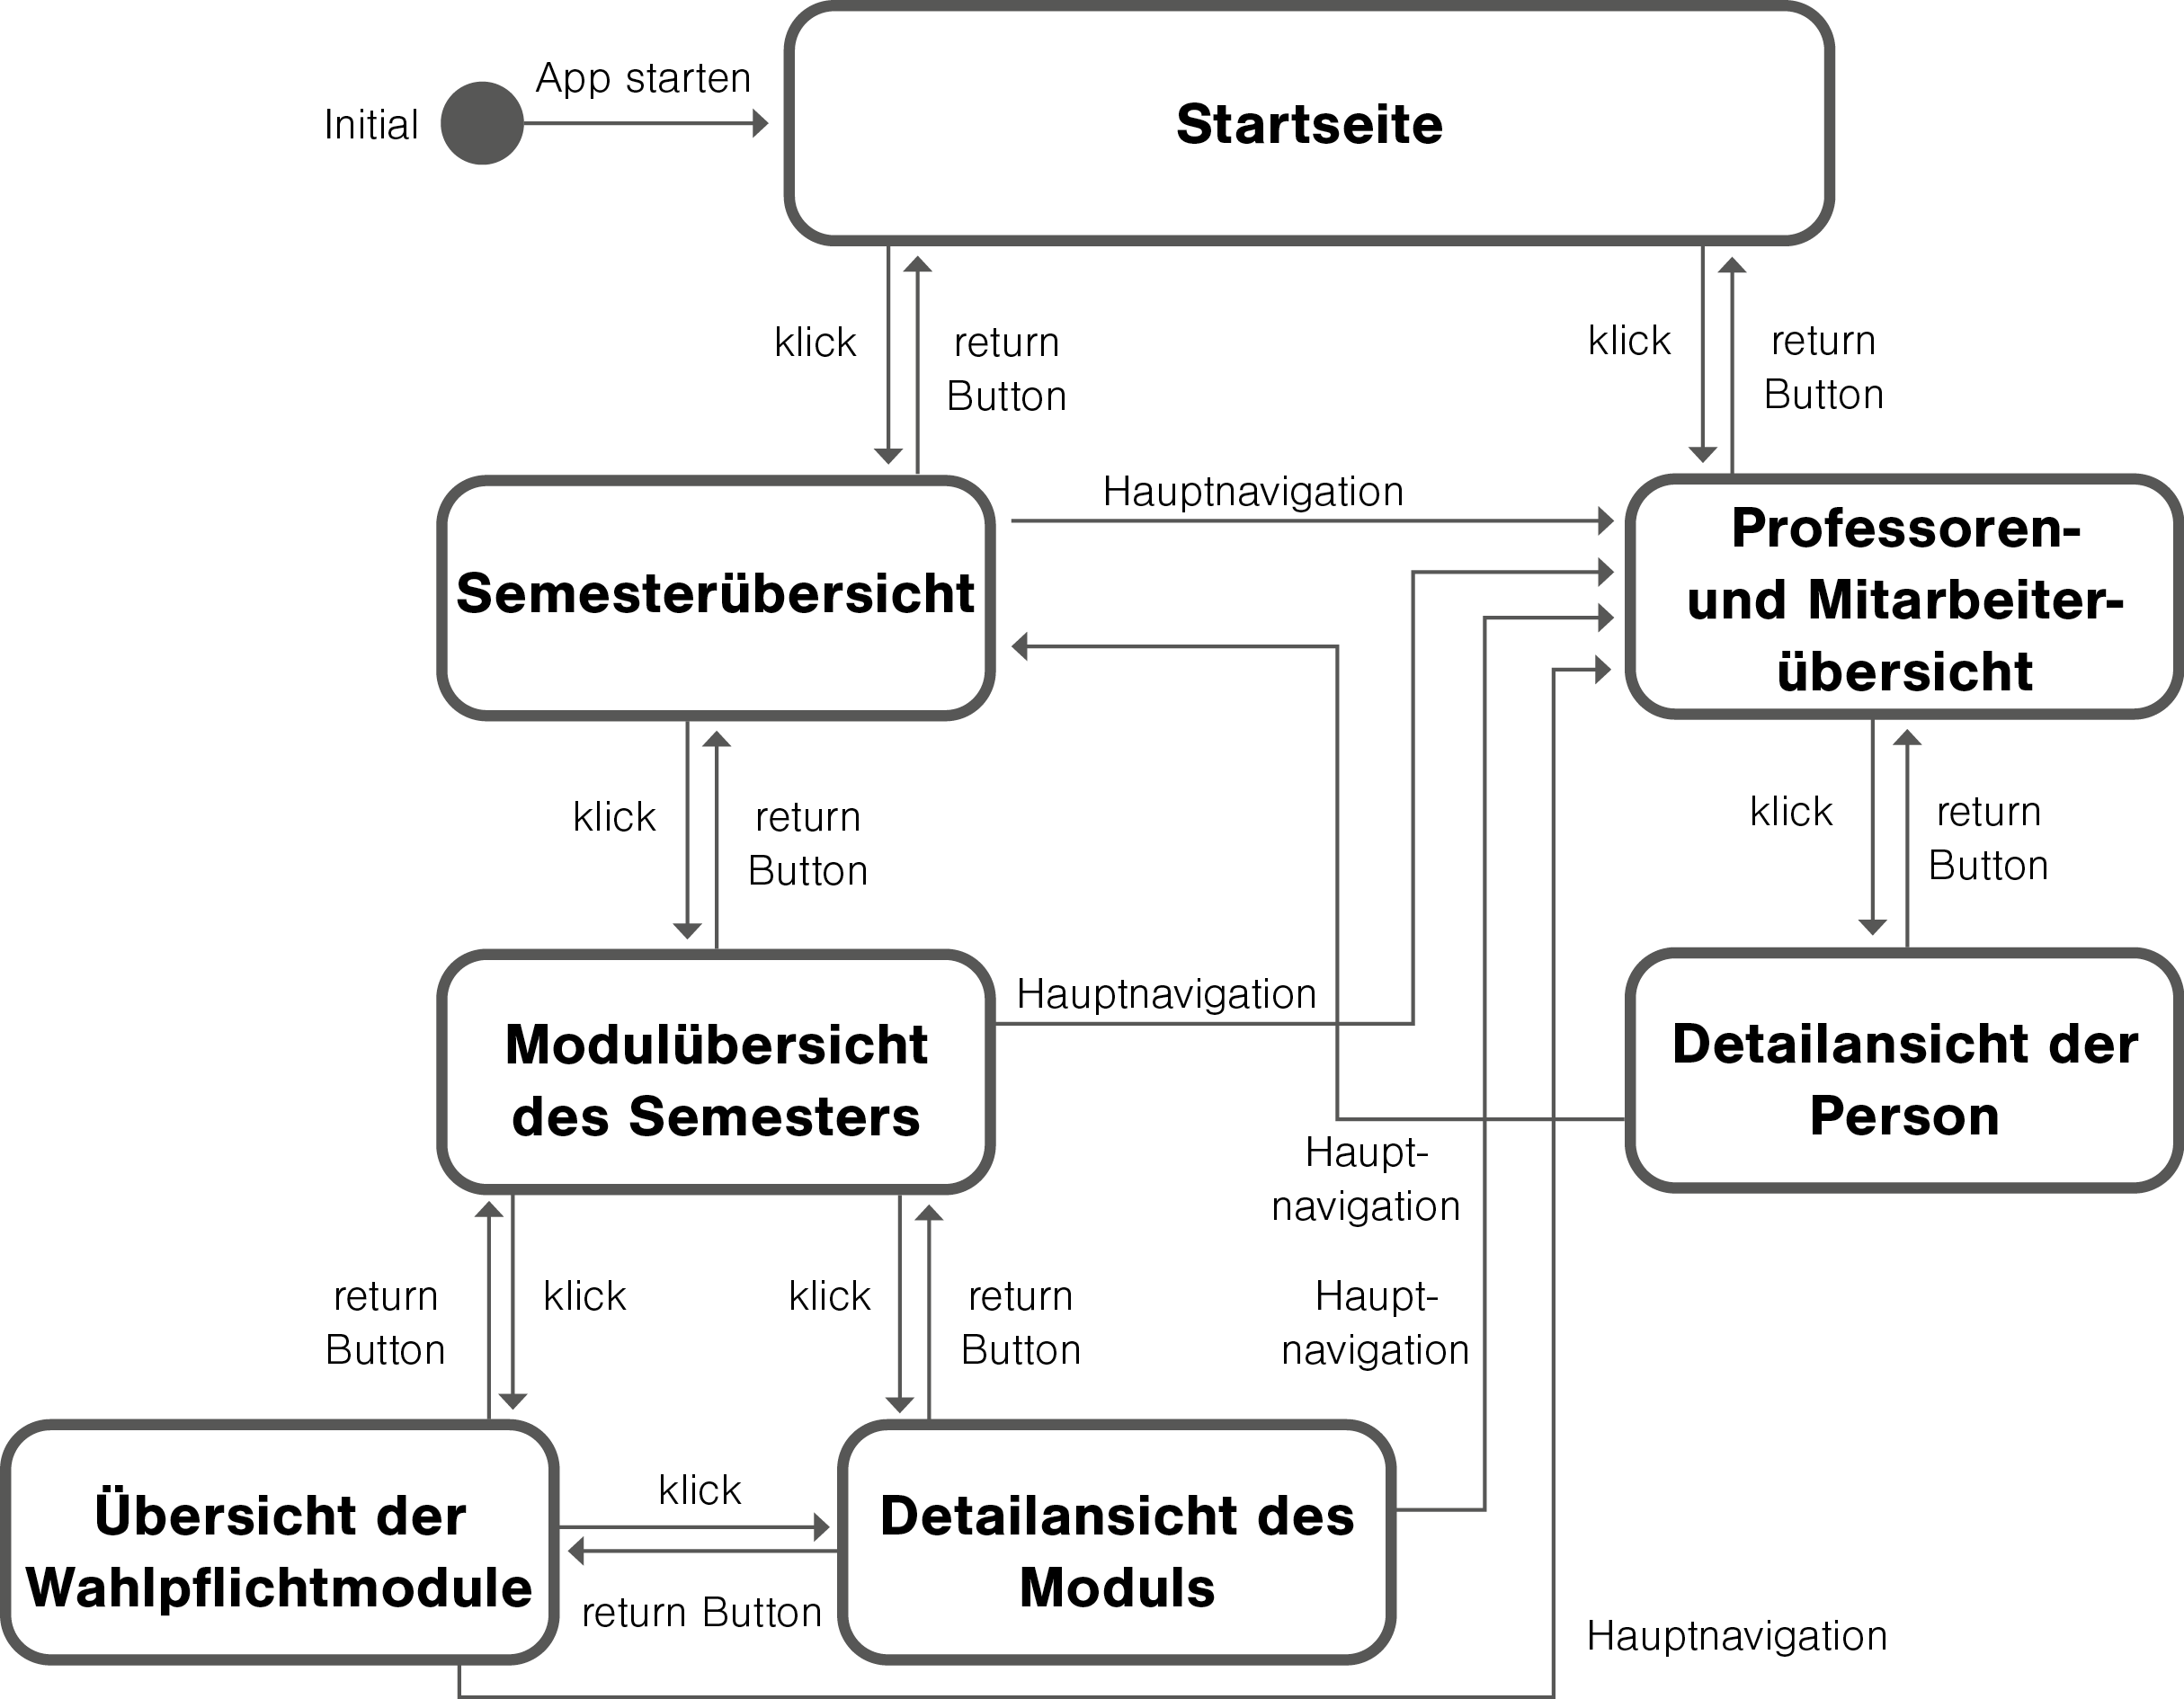 App starten
Initial
Startseite
klick
return
Button
klick
return
Button
Hauptnavigation
Semesterübersicht
Professoren-
und Mitarbeiter-
übersicht
klick
return
Button
klick
return
Button
Hauptnavigation
Modulübersicht
des Semesters
Detailansicht der
Person
Haupt-
navigation
return
Button
klick
klick
return
Button
Haupt-
navigation
Übersicht der
Wahlpflichtmodule
klick
return Button
Detailansicht des
Moduls
Hauptnavigation